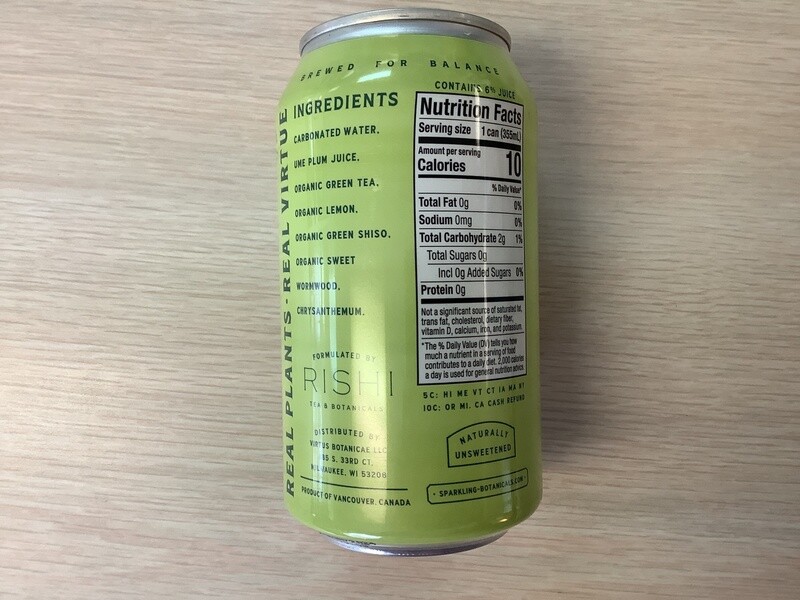 BREWED FOR BALANCE
REAL PLANTS · REAL VIRTUE
INGREDIENTS
CARBONATED WATER,
UME PLUM JUICE,
ORGANIC GREEN TEA,
ORGANIC LEMON,
ORGANIC GREEN SHISO,
ORGANIC SWEET
WORMWOOD,
CHRYSANTHEMUM.
FORMULATED BY
RISHI
TEA & BOTANICALS
DISTRIBUTED BY
VIRTUS BOTANICAE LLC
S. 33RD CT,
MILWAUKEE, WI 53208
PRODUCT OF VANCOUVER, CANADA
CONTAINS 6% JUICE
Nutrition Facts
Serving size 1 can (355mL)
Amount per serving
Calories 10
% Daily Value*
Total Fat 0g 0%
Sodium 0mg 0%
Total Carbohydrate 2g 1%
Total Sugars 0g
Incl 0g Added Sugars 0%
Protein 0g
Not a significant source of saturated fat,
trans fat, cholesterol, dietary fiber,
vitamin D, calcium, iron, and potassium.
*The % Daily Value (DV) tells you how
much a nutrient in a serving of food
contributes to a daily diet. 2,000 calories
a day is used for general nutrition advice.
5C: HI ME VT CT IA MA NY
10C: OR MI. CA CASH REFUND
NATURALLY
UNSWEETENED
SPARKLING-BOTANICALS.COM